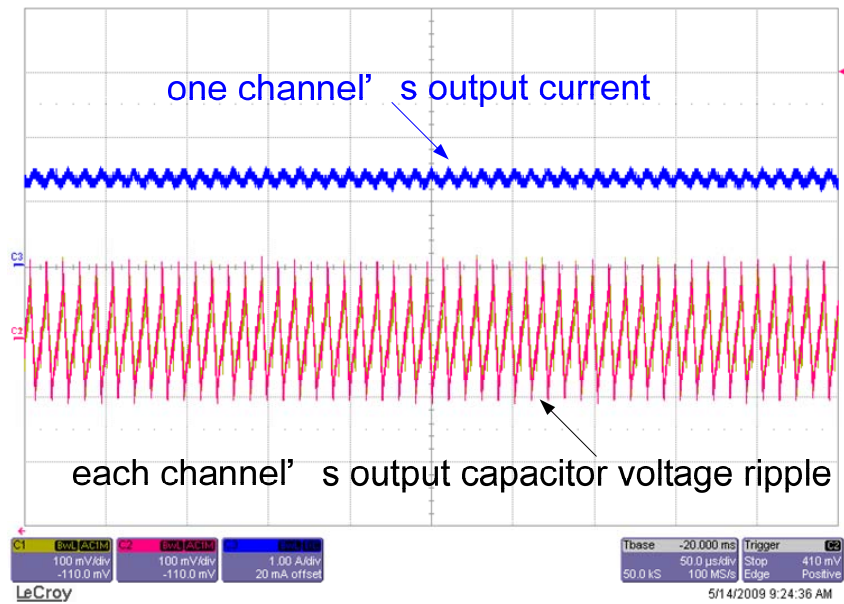 one channel’ s output current
C3
C2
each channel’ s output capacitor voltage ripple
C1 BwL AC1M C2 BwL AC1M C3
100 mV/div 100 mV/div 1.00 A/div
-110.0 mV -110.0 mV 20 mA offset
Tbase -20.000 ms Trigger C2
50.0 µs/div Stop 410 mV
50.0 kS 100 MS/s Edge Positive
LeCroy
5/14/2009 9:24:36 AM